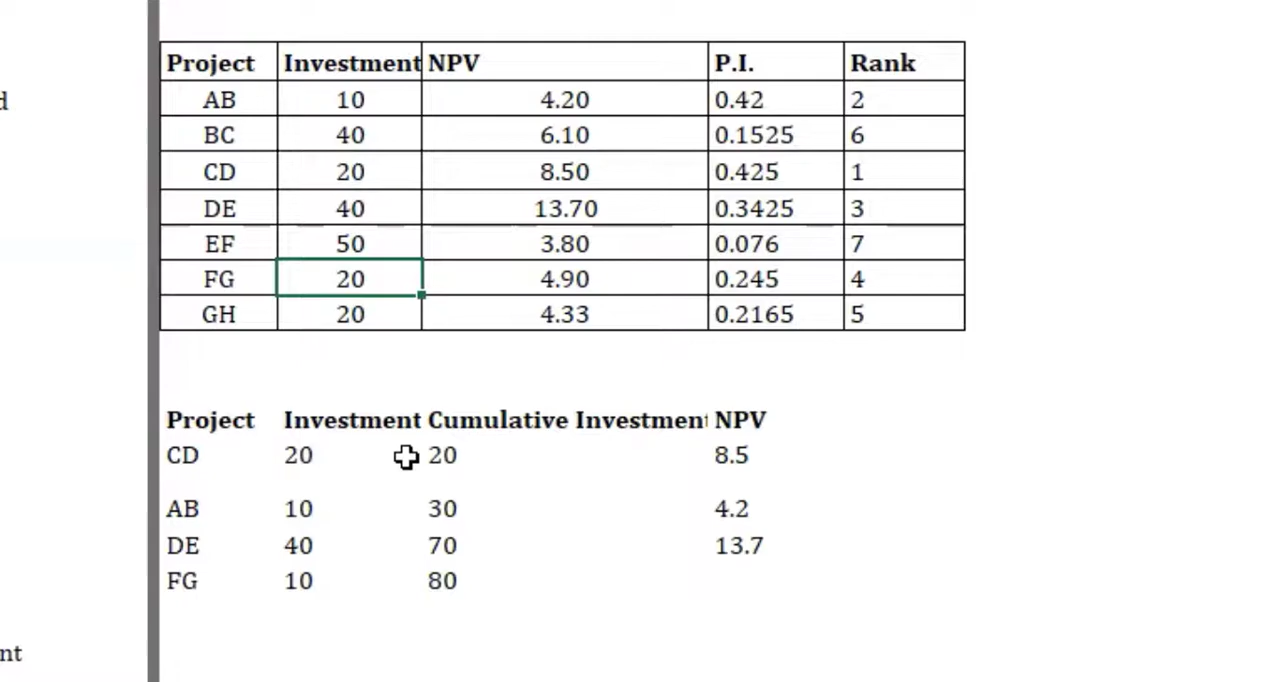 d
Project Investment NPV P.I. Rank
AB 10 4.20 0.42 2
BC 40 6.10 0.1525 6
CD 20 8.50 0.425 1
DE 40 13.70 0.3425 3
EF 50 3.80 0.076 7
FG 20 4.90 0.245 4
GH 20 4.33 0.2165 5
Project Investment Cumulative Investment NPV
CD 20 20 8.5
AB 10 30 4.2
DE 40 70 13.7
FG 10 80
nt